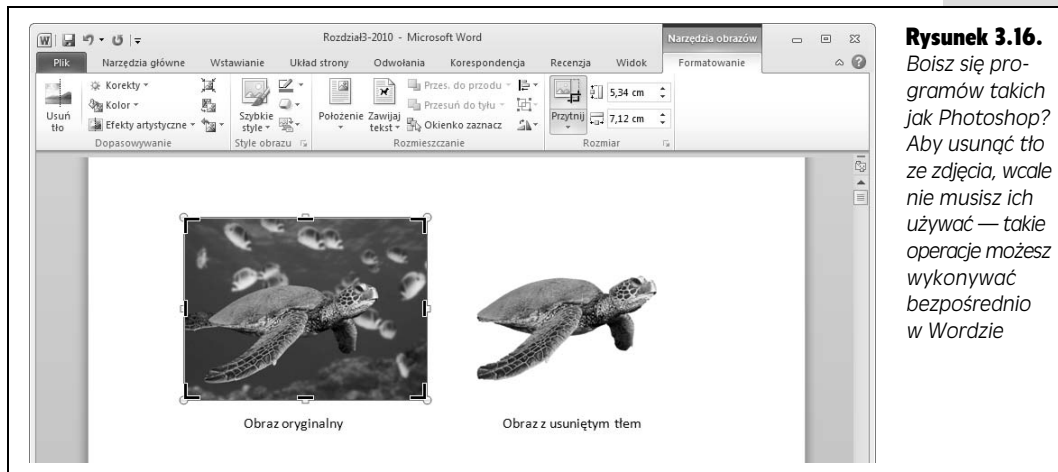 Rozdział3-2010 - Microsoft Word
Narzędzia obrazów
Plik
Narzędzia główne
Wstawianie
Układ strony
Odwołania
Korespondencja
Recenzja
Widok
Formatowanie
Usuń
tło
Korekty
Kolor
Efekty artystyczne
Dopasowywanie
Szybkie
style
Style obrazu
Położenie
Zawijaj
tekst
Przes. do przodu
Przesuń do tyłu
Okienko zaznacz
Rozmieszczanie
Przytnij
5,34 cm
7,12 cm
Rozmiar
Obraz oryginalny
Obraz z usuniętym tłem
Rysunek 3.16.
Boisz się pro-
gramów takich
jak Photoshop?
Aby usunąć tło
ze zdjęcia, wcale
nie musisz ich
używać — takie
operacje możesz
wykonywać
bezpośrednio
w Wordzie